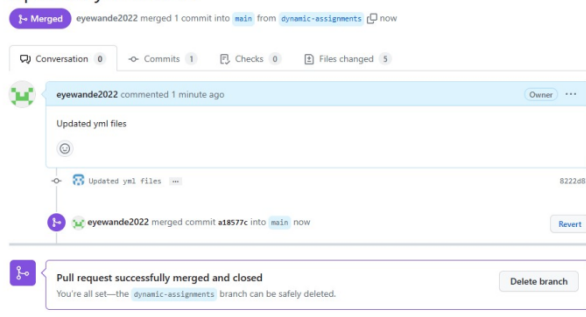 Merged eyewande2022 merged 1 commit into main from dynamic-assignments now
Conversation 0 Commits 1 Checks 0 Files changed 5
eyewande2022 commented 1 minute ago Owner ...
Updated yml files
Updated yml files ... 8222d8
eyewande2022 merged commit a18577c into main now Revert
Pull request successfully merged and closed Delete branch
You're all set—the dynamic-assignments branch can be safely deleted.